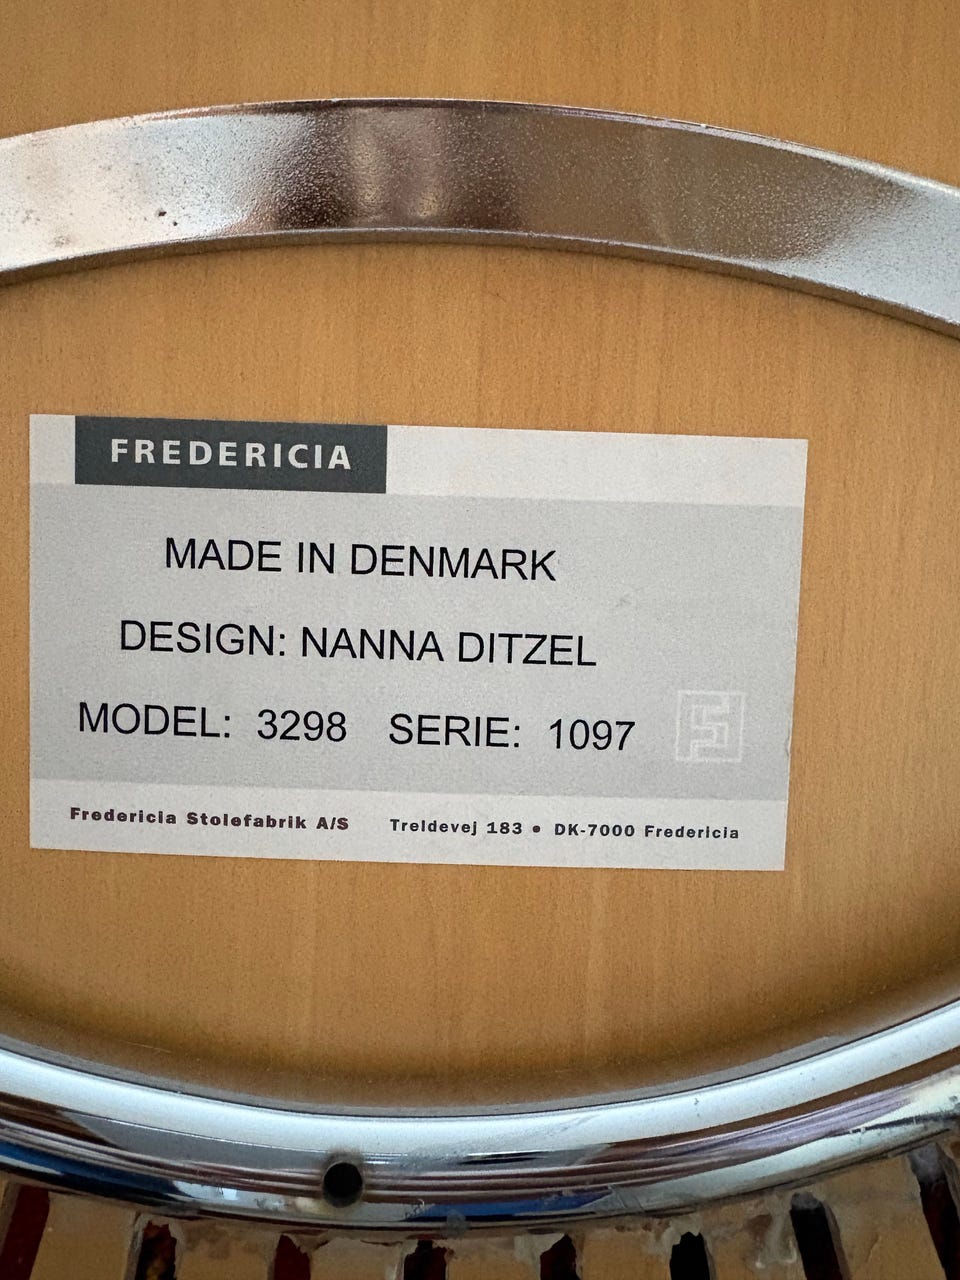 FREDERICIA
MADE IN DENMARK
DESIGN: NANNA DITZEL
MODEL: 3298 SERIE: 1097
Fredericia Stolefabrik A/S Treldevej 183 • DK-7000 Fredericia